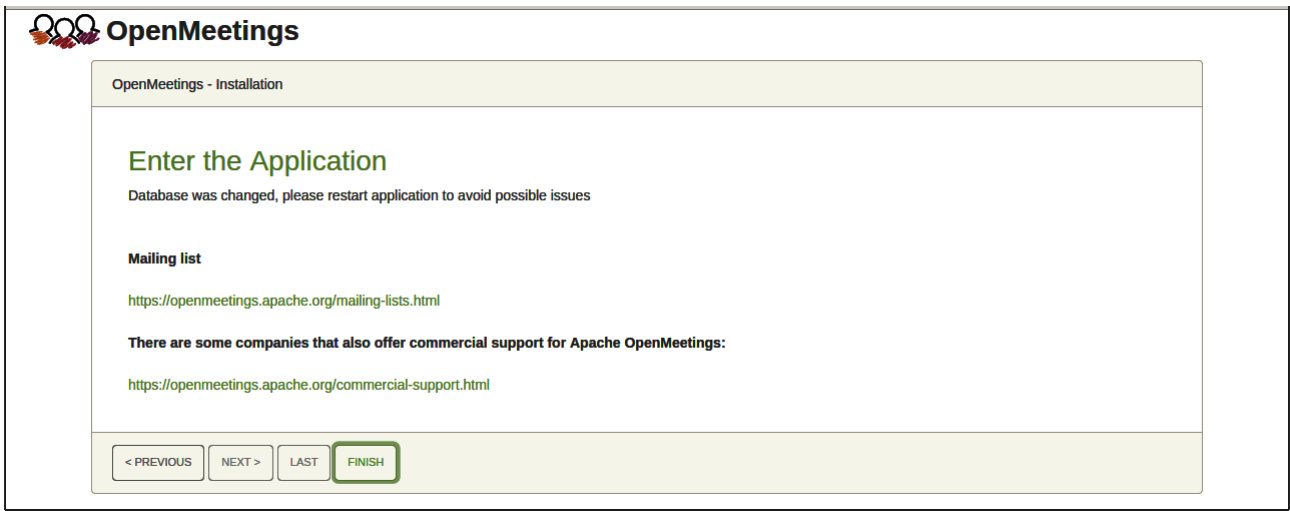 OpenMeetings
OpenMeetings - Installation
Enter the Application
Database was changed, please restart application to avoid possible issues
Mailing list
https://openmeetings.apache.org/mailing-lists.html
There are some companies that also offer commercial support for Apache OpenMeetings:
https://openmeetings.apache.org/commercial-support.html
< PREVIOUS NEXT > LAST FINISH